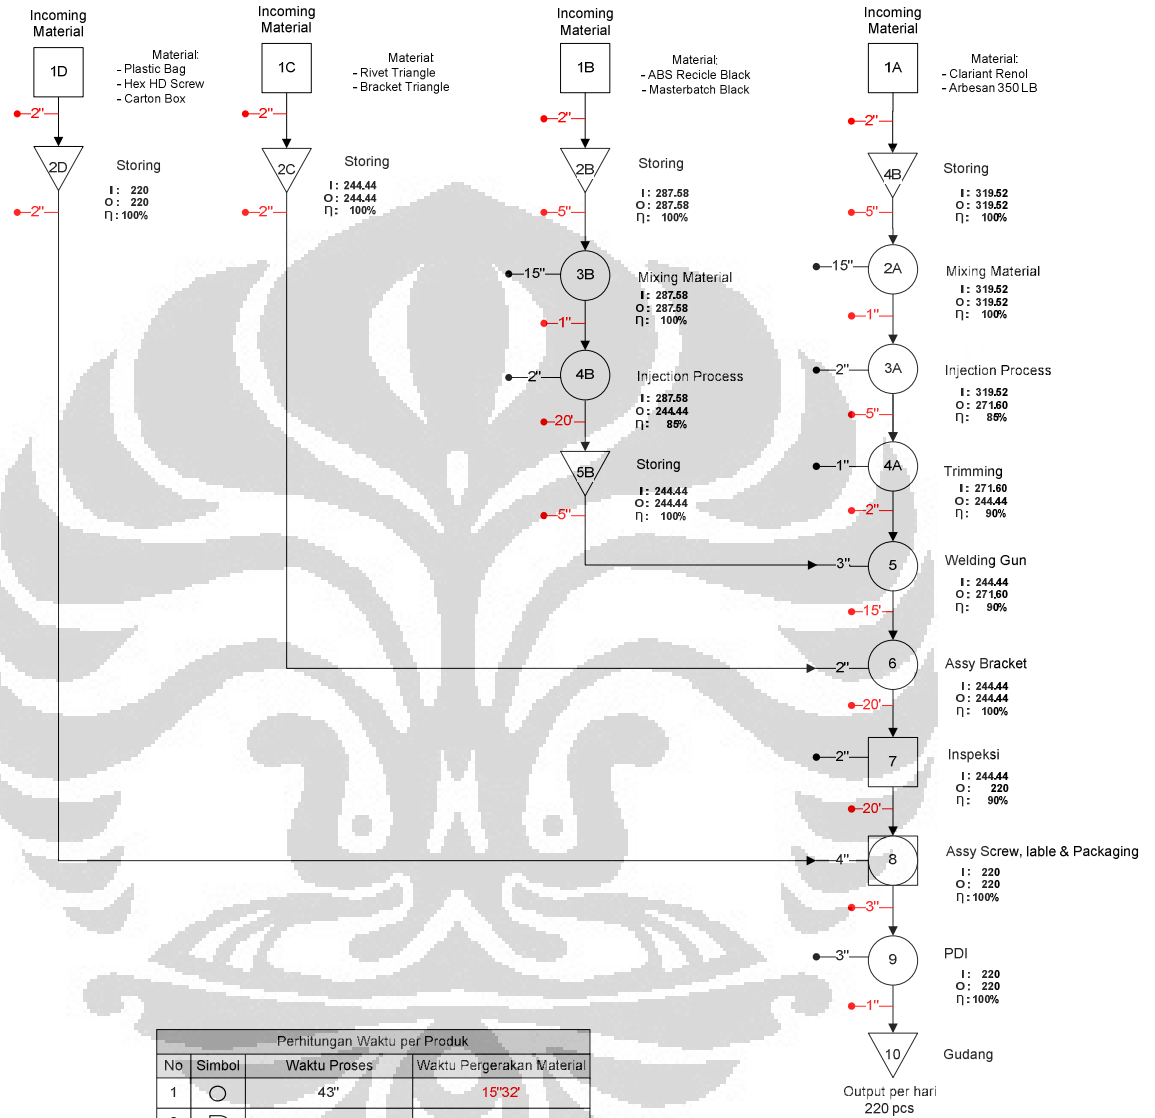 Incoming
Material
1D
Material:
- Plastic Bag
- Hex HD Screw
- Carton Box
2"
2D
Storing
I : 220
O : 220
η : 100%
2"
Incoming
Material
1C
Material:
- Rivet Triangle
- Bracket Triangle
2"
2C
Storing
I : 244.44
O : 244.44
η : 100%
2"
Incoming
Material
1B
Material;
- ABS Recicle Black
- Masterbatch Black
2"
2B
Storing
I : 287.58
O : 287.58
η : 100%
5"
15"
3B
Mixing Material
I : 287.58
O : 287.58
η : 100%
1"
2"
4B
Injection Process
I : 287.58
O : 244.44
η : 85%
20'
5B
Storing
I : 244.44
O : 244.44
η : 100%
5"
Incoming
Material
1A
Material:
- Clariant Renol
- Arbesan 350 LB
2"
4B
Storing
I : 319.52
O : 319.52
η : 100%
5"
15"
2A
Mixing Material
I : 319.52
O : 319.52
η : 100%
1"
2"
3A
Injection Process
I : 319.52
O : 271.60
η : 85%
5"
1"
4A
Trimming
I : 271.60
O : 244.44
η : 90%
2"
3"
5
Welding Gun
I : 244.44
O : 271.60
η : 90%
15'
2"
6
Assy Bracket
I : 244.44
O : 244.44
η : 100%
20'
2"
7
Inspeksi
I : 244.44
O : 220
η : 90%
20'
4"
8
Assy Screw, lable & Packaging
I : 220
O : 220
η : 100%
3"
3"
9
PDI
I : 220
O : 220
η : 100%
1"
10
Gudang
Output per hari
220 pcs
Perhitungan Waktu per Produk
No Simbol Waktu Proses Waktu Pergerakan Material
1 43" 15"32'